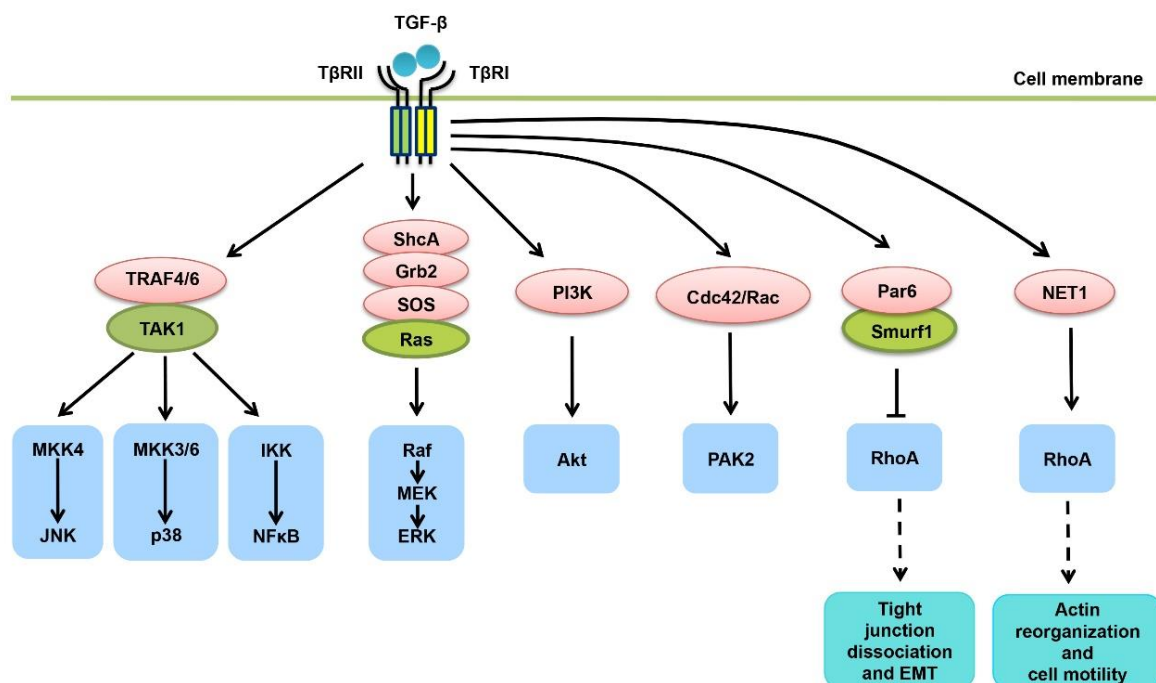 TGF-β
TβRII
TβRI
Cell membrane
TRAF4/6
TAK1
ShcA
Grb2
SOS
Ras
PI3K
Cdc42/Rac
Par6
Smurf1
NET1
MKK4
JNK
MKK3/6
p38
IKK
NFκB
Raf
MEK
ERK
Akt
PAK2
RhoA
RhoA
Tight
junction
dissociation
and EMT
Actin
reorganization
and
cell motility